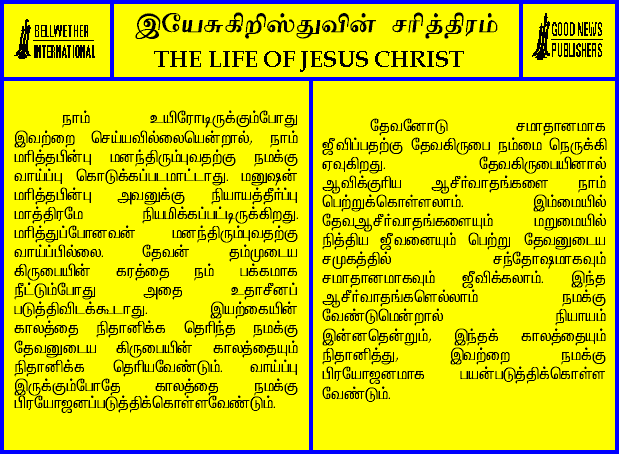 BELLWETHER
INTERNATIONAL
இயேசுகிறிஸ்துவின் சரித்திரம்
THE LIFE OF JESUS CHRIST
GOOD NEWS
PUBLISHERS
நாம் உயிரோடிருக்கும்போது
இவற்றை செய்யவில்லையென்றால், நாம்
மரித்தபின்பு மனந்திரும்புவதற்கு நமக்கு
வாய்ப்பு கொடுக்கப்படமாட்டாது. மனுஷன்
மரித்தபின்பு அவனுக்கு நியாயத்தீர்ப்பு
மாத்திரமே நியமிக்கப்பட்டிருக்கிறது.
மரித்துப்போனவன் மனந்திரும்புவதற்கு
வாய்ப்பில்லை. தேவன் தம்முடைய
கிருபையின் கரத்தை நம் பக்கமாக
நீட்டும்போது அதை உதாசீனப்
படுத்திவிடக்கூடாது. இயற்கையின்
காலத்தை நிதானிக்க தெரிந்த நமக்கு
தேவனுடைய கிருபையின் காலத்தையும்
நிதானிக்க தெரியவேண்டும். வாய்ப்பு
இருக்கும்போதே காலத்தை நமக்கு
பிரயோஜனப்படுத்திக்கொள்ளவேண்டும்.
தேவனோடு சமாதானமாக
ஜீவிப்பதற்கு தேவகிருபை நம்மை நெருக்கி
ஏவுகிறது. தேவகிருபையினால்
ஆவிக்குரிய ஆசீர்வாதங்களை நாம்
பெற்றுக்கொள்ளலாம். இம்மையில்
தேவஆசீர்வாதங்களையும் மறுமையில்
நித்திய ஜீவனையும் பெற்று தேவனுடைய
சமுகத்தில் சந்தோஷமாகவும்
சமாதானமாகவும் ஜீவிக்கலாம். இந்த
ஆசீர்வாதங்களெல்லாம் நமக்கு
வேண்டுமென்றால் நியாயம்
இன்னதென்றும், இந்தக் காலத்தையும்
நிதானித்து, இவற்றை நமக்கு
பிரயோஜனமாக பயன்படுத்திக்கொள்ள
வேண்டும்.